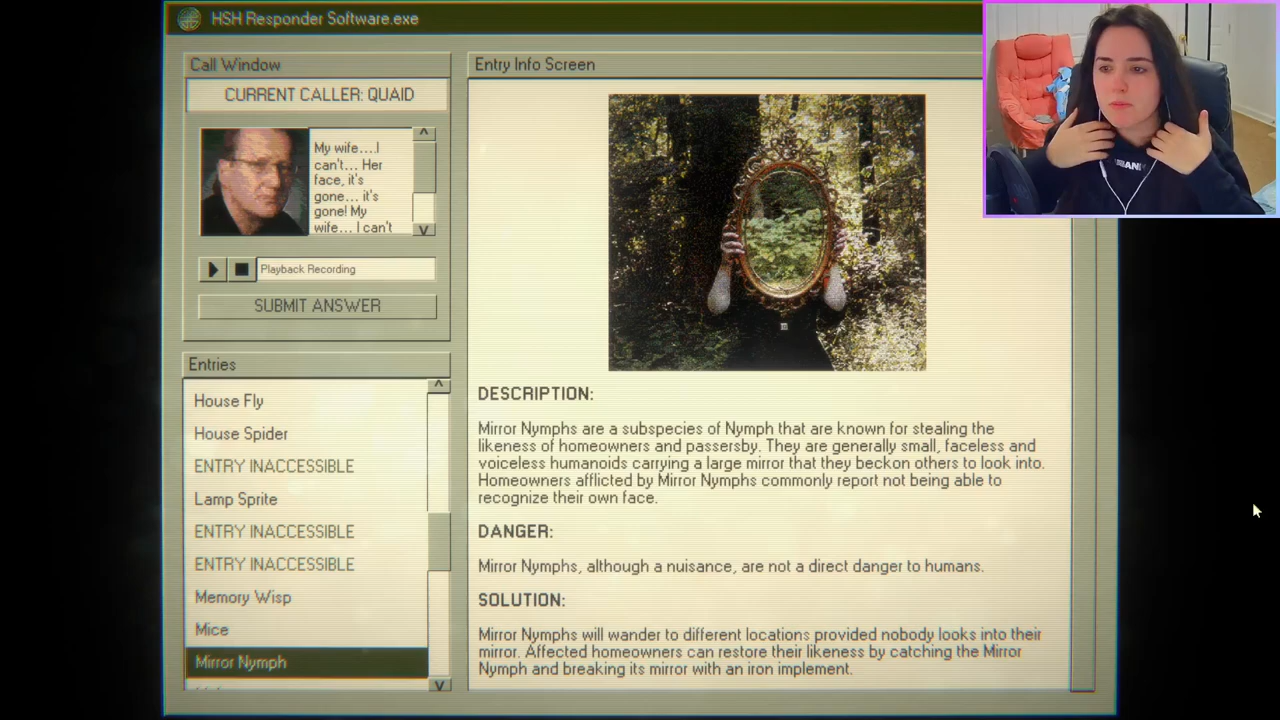 HSH Responder Software.exe
Call Window
CURRENT CALLER: QUAID
My wife....I
can't... Her
face, it's
gone... it's
gone! My
wife... I can't
Playback Recording
SUBMIT ANSWER
Entries
House Fly
House Spider
ENTRY INACCESSIBLE
Lamp Sprite
ENTRY INACCESSIBLE
ENTRY INACCESSIBLE
Memory Wisp
Mice
Mirror Nymph
Entry Info Screen
DESCRIPTION:
Mirror Nymphs are a subspecies of Nymph that are known for stealing the
likeness of homeowners and passersby. They are generally small, faceless and
voiceless humanoids carrying a large mirror that they beckon others to look into.
Homeowners afflicted by Mirror Nymphs commonly report not being able to
recognize their own face.
DANGER:
Mirror Nymphs, although a nuisance, are not a direct danger to humans.
SOLUTION:
Mirror Nymphs will wander to different locations provided nobody looks into their
mirror. Affected homeowners can restore their likeness by catching the Mirror
Nymph and breaking its mirror with an iron implement.